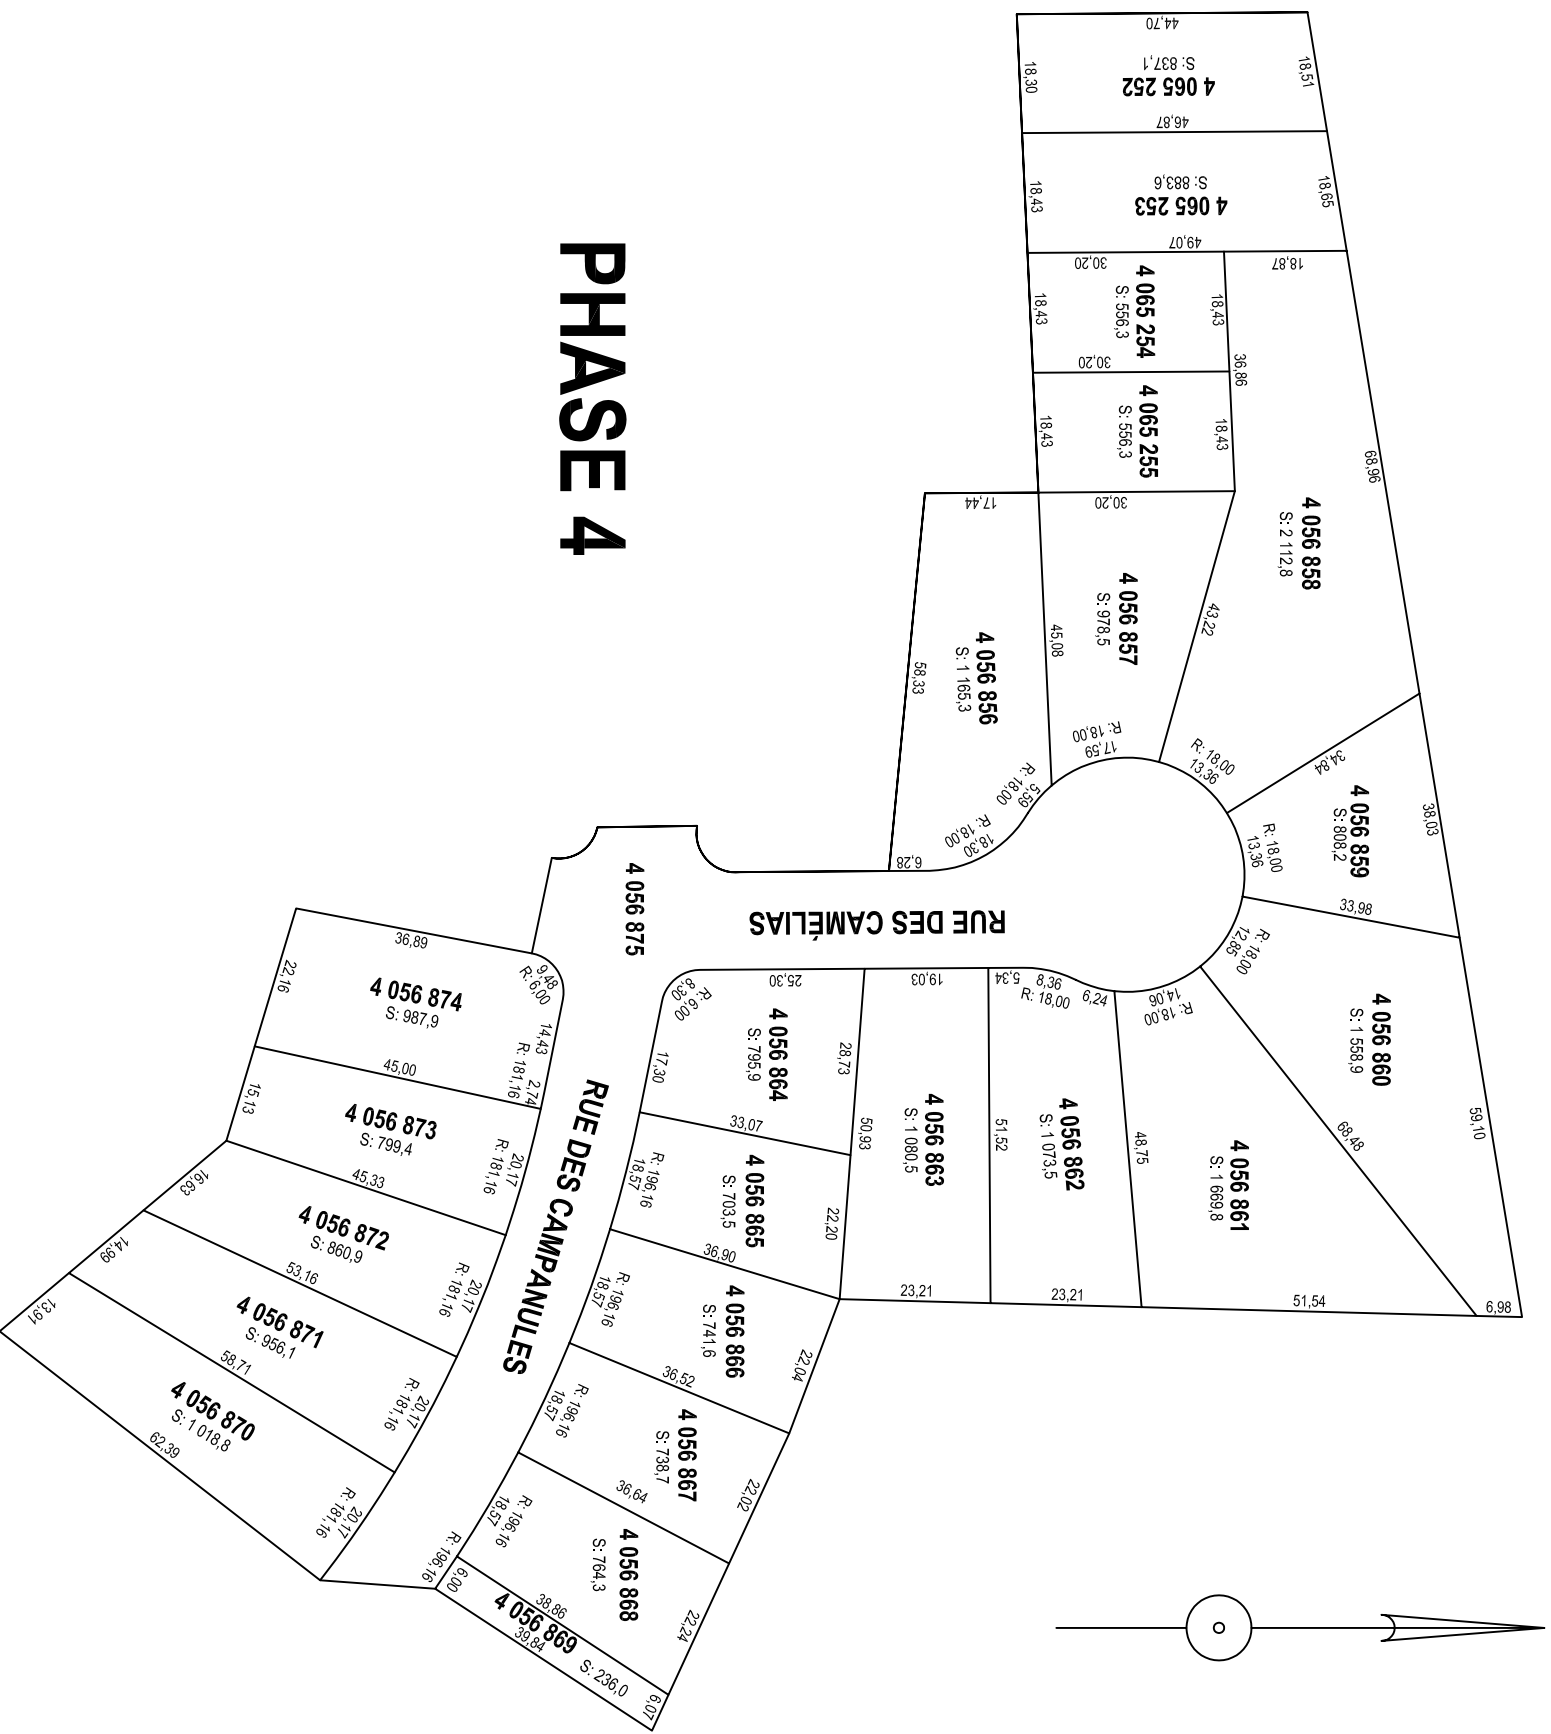 PHASE 4
44,70
18,30
S: 837,1
4 065 252
18,51
46,87
18,43
S: 883,6
4 065 253
18,65
49,07
30,20
18,87
18,43
4 065 254
S: 556,3
18,43
30,20
36,86
18,43
4 065 255
S: 556,3
18,43
17,44
30,20
68,96
4 056 858
S: 2 112,8
4 056 857
S: 978,5
43,22
4 056 856
S: 1 165,3
45,08
58,33
17,59
R: 18,00
R: 18,00
13,36
34,84
5,59
R: 18,00
18,30
R: 18,00
6,28
4 056 859
S: 808,2
38,03
R: 18,00
13,36
33,98
RUE DES CAMÉLIAS
4 056 875
R: 18,00
12,85
4 056 860
S: 1 558,9
59,10
68,48
14,06
R: 18,00
6,24
8,36
R: 18,00
5,34
19,03
25,30
8,30
R: 6,00
4 056 861
S: 1 669,8
48,75
4 056 862
S: 1 073,5
51,52
4 056 863
S: 1 080,5
50,93
28,73
4 056 864
S: 795,9
17,30
33,07
4 056 865
S: 703,5
22,20
R: 196,16
18,57
36,90
23,21
23,21
51,54
6,98
4 056 866
S: 741,6
22,04
R: 196,16
18,57
36,52
4 056 867
S: 738,7
22,02
R: 196,16
18,57
36,64
4 056 868
S: 764,3
22,24
R: 196,16
18,57
38,86
4 056 869
S: 236,0
39,84
6,07
6,00
R: 196,16
RUE DES CAMPANULES
36,89
9,48
R: 6,00
22,16
4 056 874
S: 987,9
14,43
2,74
R: 181,16
45,00
15,13
4 056 873
S: 799,4
20,17
R: 181,16
45,33
16,63
4 056 872
S: 860,9
20,17
R: 181,16
53,16
14,99
4 056 871
S: 956,1
20,17
R: 181,16
58,71
13,91
4 056 870
S: 1 018,8
20,17
R: 181,16
62,39